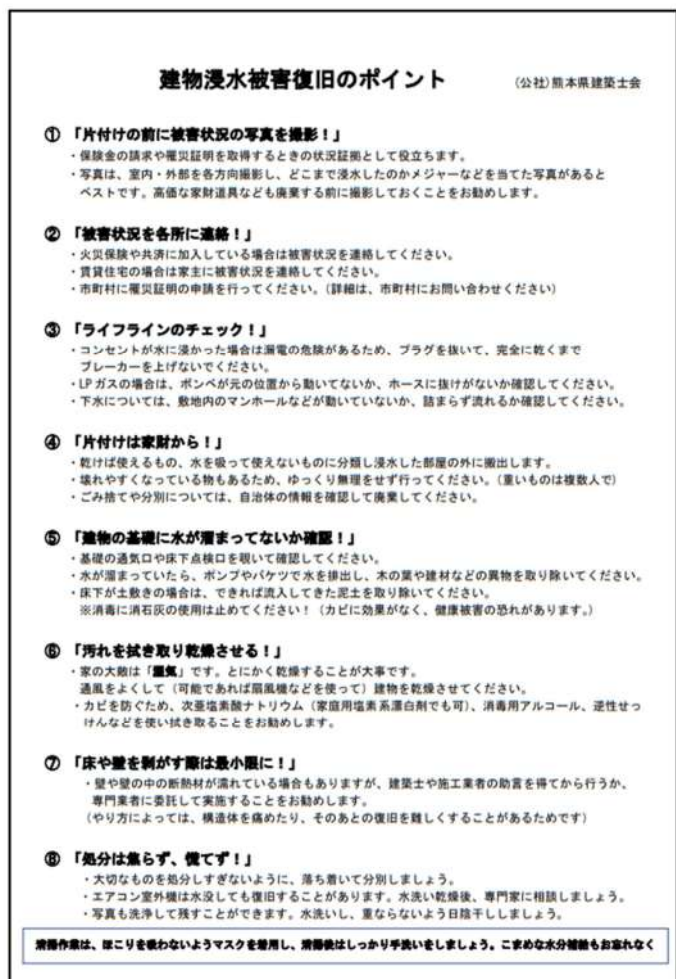 建物浸水被害復旧のポイント
(公社)熊本県建築士会
① 「片付けの前に被害状況の写真を撮影！」
・保険金の請求や罹災証明を取得するときの状況証拠として役立ちます。
・写真は、室内・外部を各方向撮影し、どこまで浸水したのかメジャーなどを当てた写真があると
ベストです。高価な家財道具なども廃棄する前に撮影しておくことをお勧めします。
② 「被害状況を各所に連絡！」
・火災保険や共済に加入している場合は被害状況を連絡してください。
・賃貸住宅の場合は家主に被害状況を連絡してください。
・市町村に罹災証明の申請を行ってください。（詳細は、市町村にお問い合わせください）
③ 「ライフラインのチェック！」
・コンセントが水に浸かった場合は漏電の危険があるため、プラグを抜いて、完全に乾くまで
ブレーカーを上げないでください。
・LPガスの場合は、ボンベが元の位置から動いてないか、ホースに抜けがないか確認してください。
・下水については、敷地内のマンホールなどが動いていないか、詰まらず流れるか確認してください。
④ 「片付けは家財から！」
・乾けば使えるもの、水を吸って使えないものに分類し浸水した部屋の外に搬出します。
・壊れやすくなっている物もあるため、ゆっくり無理をせず行ってください。（重いものは複数人で）
・ごみ捨てや分別については、自治体の情報を確認して廃棄してください。
⑤ 「建物の基礎に水が溜まってないか確認！」
・基礎の通気口や床下点検口を覗いて確認してください。
・水が溜まっていたら、ポンプやバケツで水を排出し、木の葉や建材などの異物を取り除いてください。
・床下が土敷きの場合は、できれば流入してきた泥土を取り除いてください。
※消毒に消石灰の使用は止めてください！（カビに効果がなく、健康被害の恐れがあります。）
⑥ 「汚れを拭き取り乾燥させる！」
・家の大敵は「湿気」です。とにかく乾燥することが大事です。
通風をよくして（可能であれば扇風機などを使って）建物を乾燥させてください。
・カビを防ぐため、次亜塩素酸ナトリウム（家庭用塩素系漂白剤でも可）、消毒用アルコール、逆性せっ
けんなどを使い拭き取ることをお勧めします。
⑦ 「床や壁を剥がす際は最小限に！」
・壁や壁の中の断熱材が濡れている場合もありますが、建築士や施工業者の助言を得てから行うか、
専門業者に委託して実施することをお勧めします。
（やり方によっては、構造体を痛めたり、そのあとの復旧を難しくすることがあるためです）
⑧ 「処分は焦らず、慌てず！」
・大切なものを処分しすぎないように、落ち着いて分別しましょう。
・エアコン室外機は水没しても復旧することがあります。水洗い乾燥後、専門家に相談しましょう。
・写真も洗浄して残すことができます。水洗いし、重ならないよう日陰干ししましょう。
清掃作業は、ほこりを吸わないようマスクを着用し、清掃後はしっかり手洗いをしましょう。こまめな水分補給もお忘れなく